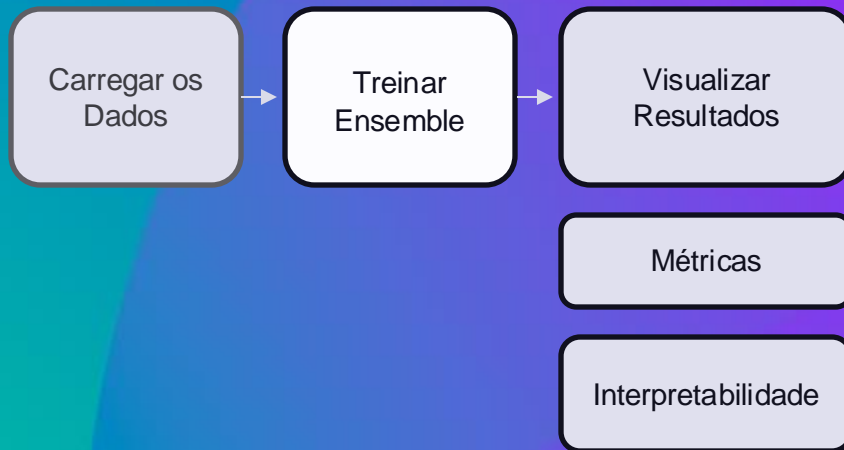 Carregar os
Dados
Treinar
Ensemble
Visualizar
Resultados
Métricas
Interpretabilidade